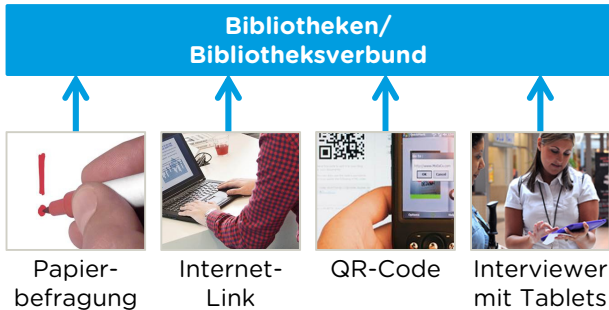 Bibliotheken/
Bibliotheksverbund
Papier-
befragung
Internet-
Link
QR-Code
Interviewer
mit Tablets